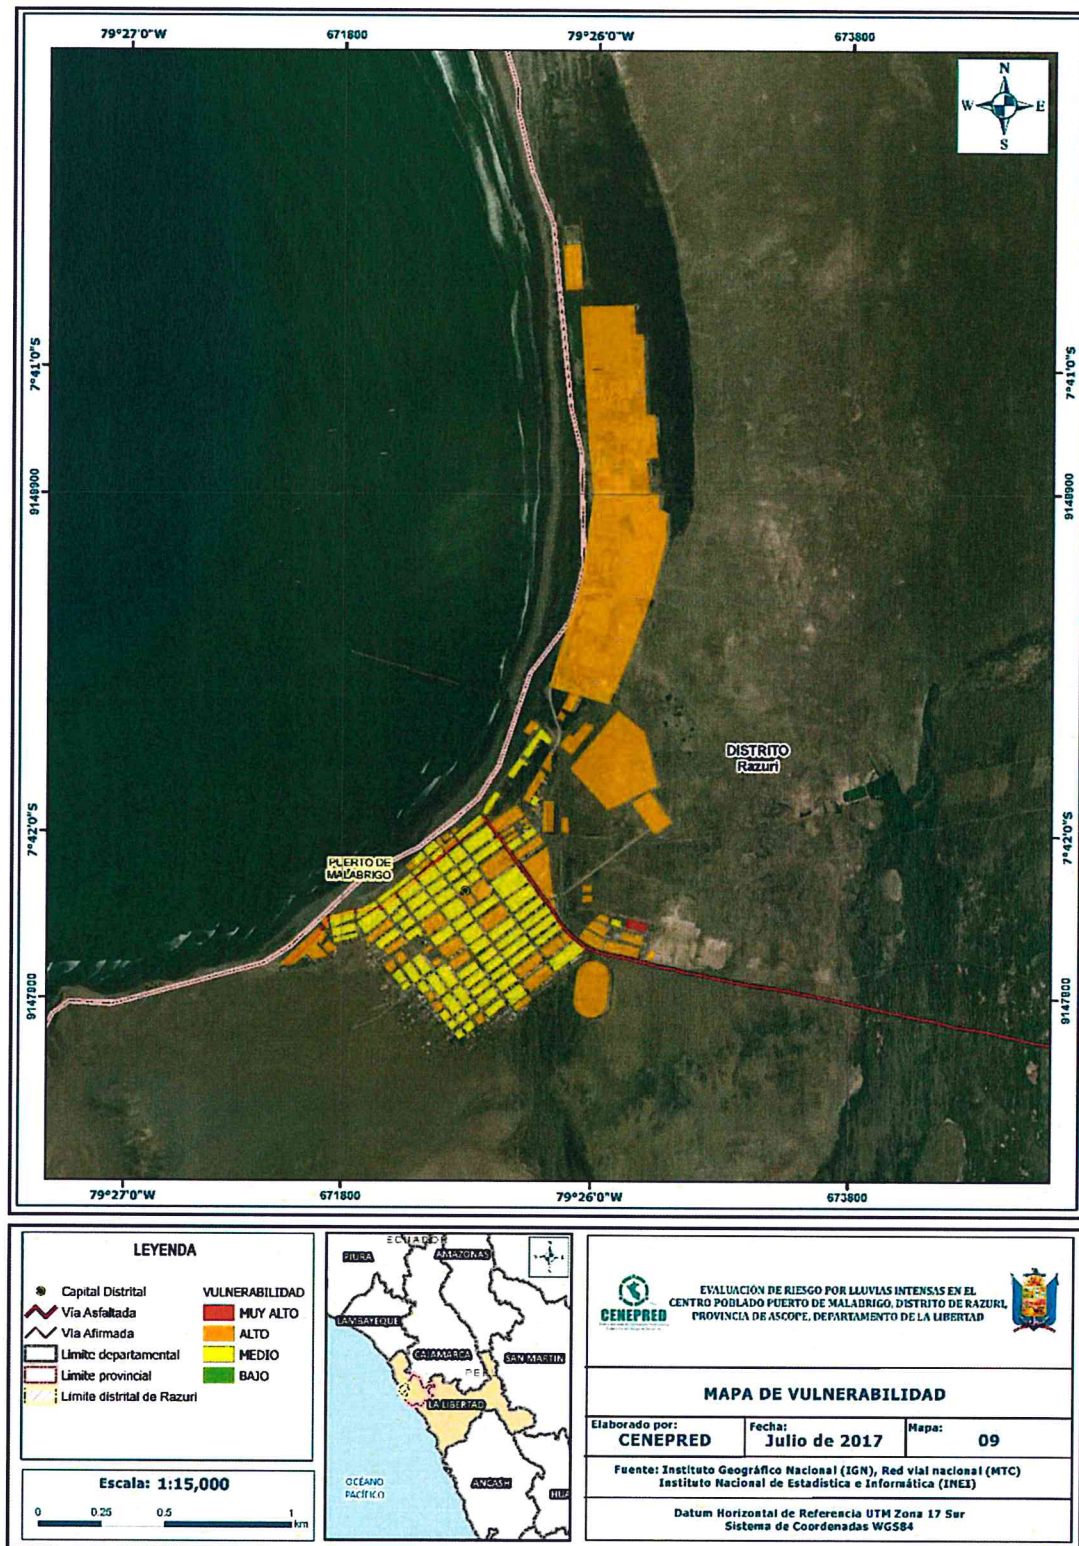 79°27'0"W
671800
79°26'0"W
673800
N
W E
S
7°41'0"S
7°41'0"S
9148900
9148900
DISTRITO
Razuri
7°42'0"S
7°42'0"S
PUERTO DE
MALABRIGO
9147800
9147800
79°27'0"W
671800
79°26'0"W
673800
LEYENDA
Capital Distrital
Vía Asfaltada
Vía Afirmada
Límite departamental
Límite provincial
Límite distrital de Razuri
VULNERABILIDAD
MUY ALTO
ALTO
MEDIO
BAJO
Escala: 1:15,000
0 0.25 0.5 1
km
ECUADOR
PIURA
AMAZONAS
LAMBAYEQUE
CAJAMARCA
SAN MARTIN
PER
LA LIBERTAD
OCÉANO
PACÍFICO
ANCASH
HUA
CENEPRED
EVALUACIÓN DE RIESGO POR LLUVIAS INTENSAS EN EL
CENTRO POBLADO PUERTO DE MALABRIGO, DISTRITO DE RAZURI,
PROVINCIA DE ASCOPE, DEPARTAMENTO DE LA LIBERTAD
MAPA DE VULNERABILIDAD
Elaborado por:
CENEPRED
Fecha:
Julio de 2017
Mapa:
09
Fuente: Instituto Geográfico Nacional (IGN), Red vial nacional (MTC)
Instituto Nacional de Estadística e Informática (INEI)
Datum Horizontal de Referencia UTM Zona 17 Sur
Sistema de Coordenadas WGS84